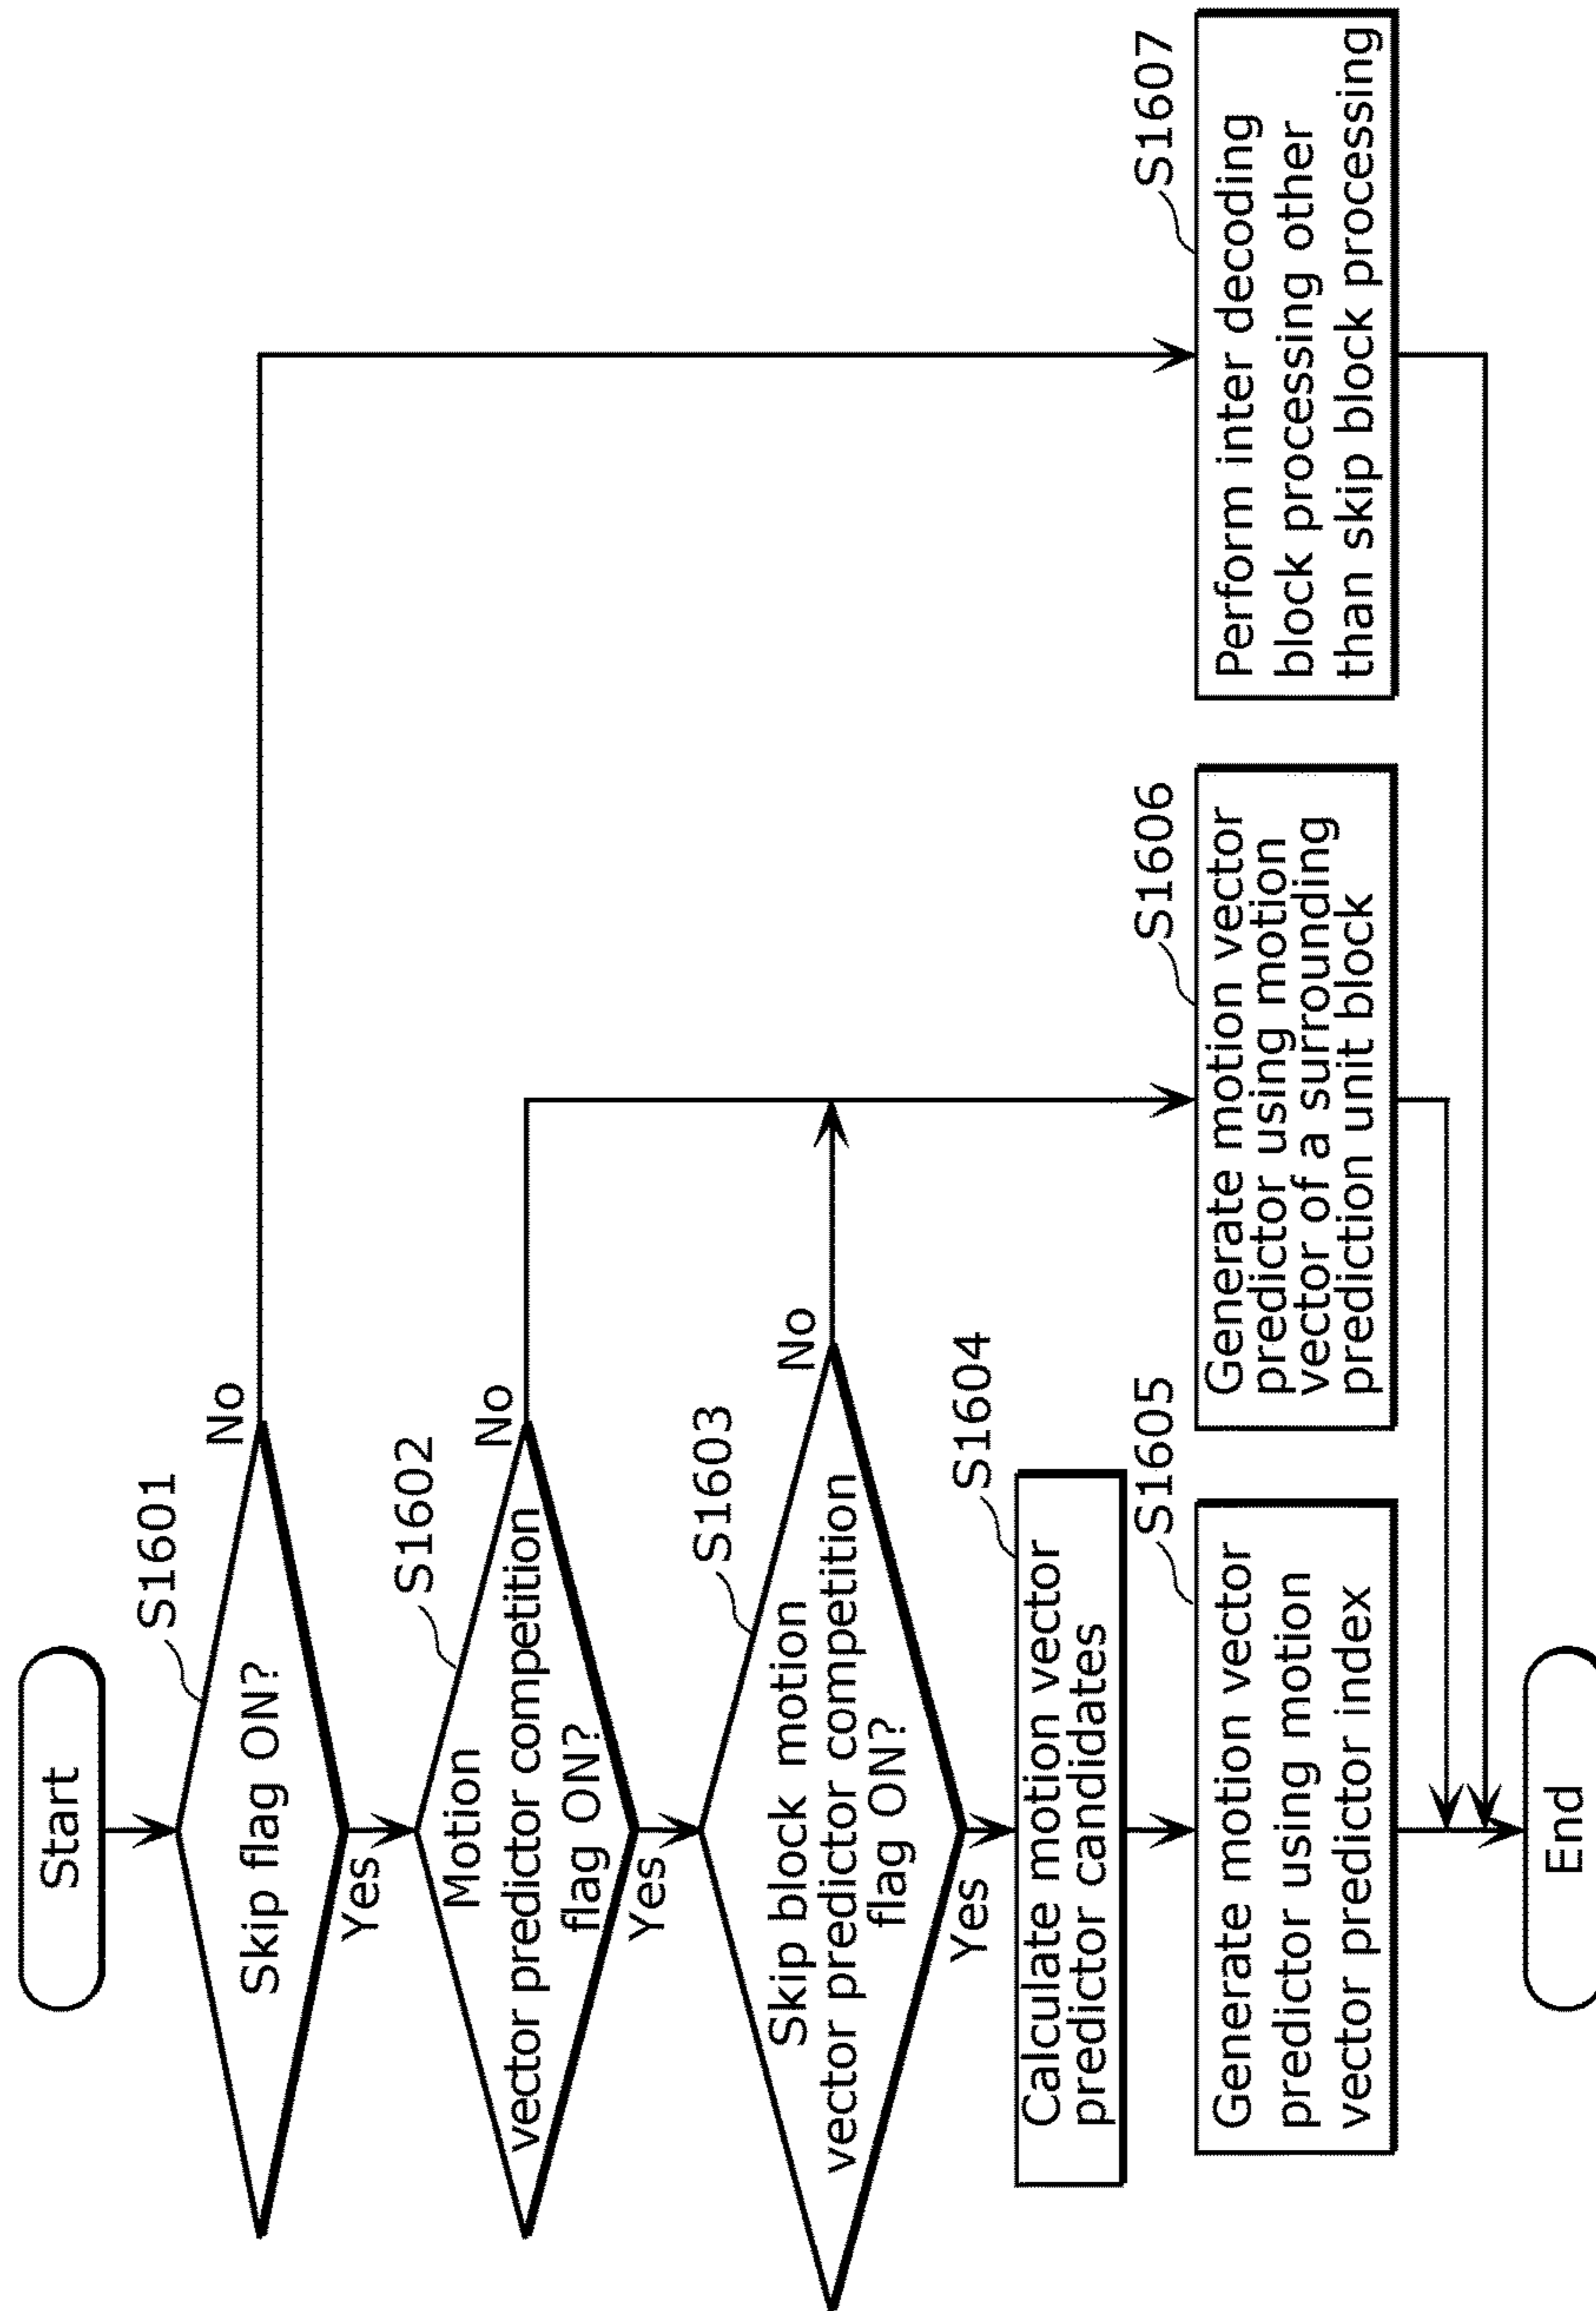 Start
S1601
Skip flag ON?
No
Yes
S1602
Motion
vector predictor competition
flag ON?
No
Yes
S1603
Skip block motion
vector predictor competition
flag ON?
No
Yes
S1604
Calculate motion vector
predictor candidates
S1605
Generate motion vector
predictor using motion
vector predictor index
S1606
Generate motion vector
predictor using motion
vector of a surrounding
prediction unit block
S1607
Perform inter decoding
block processing other
than skip block processing
End